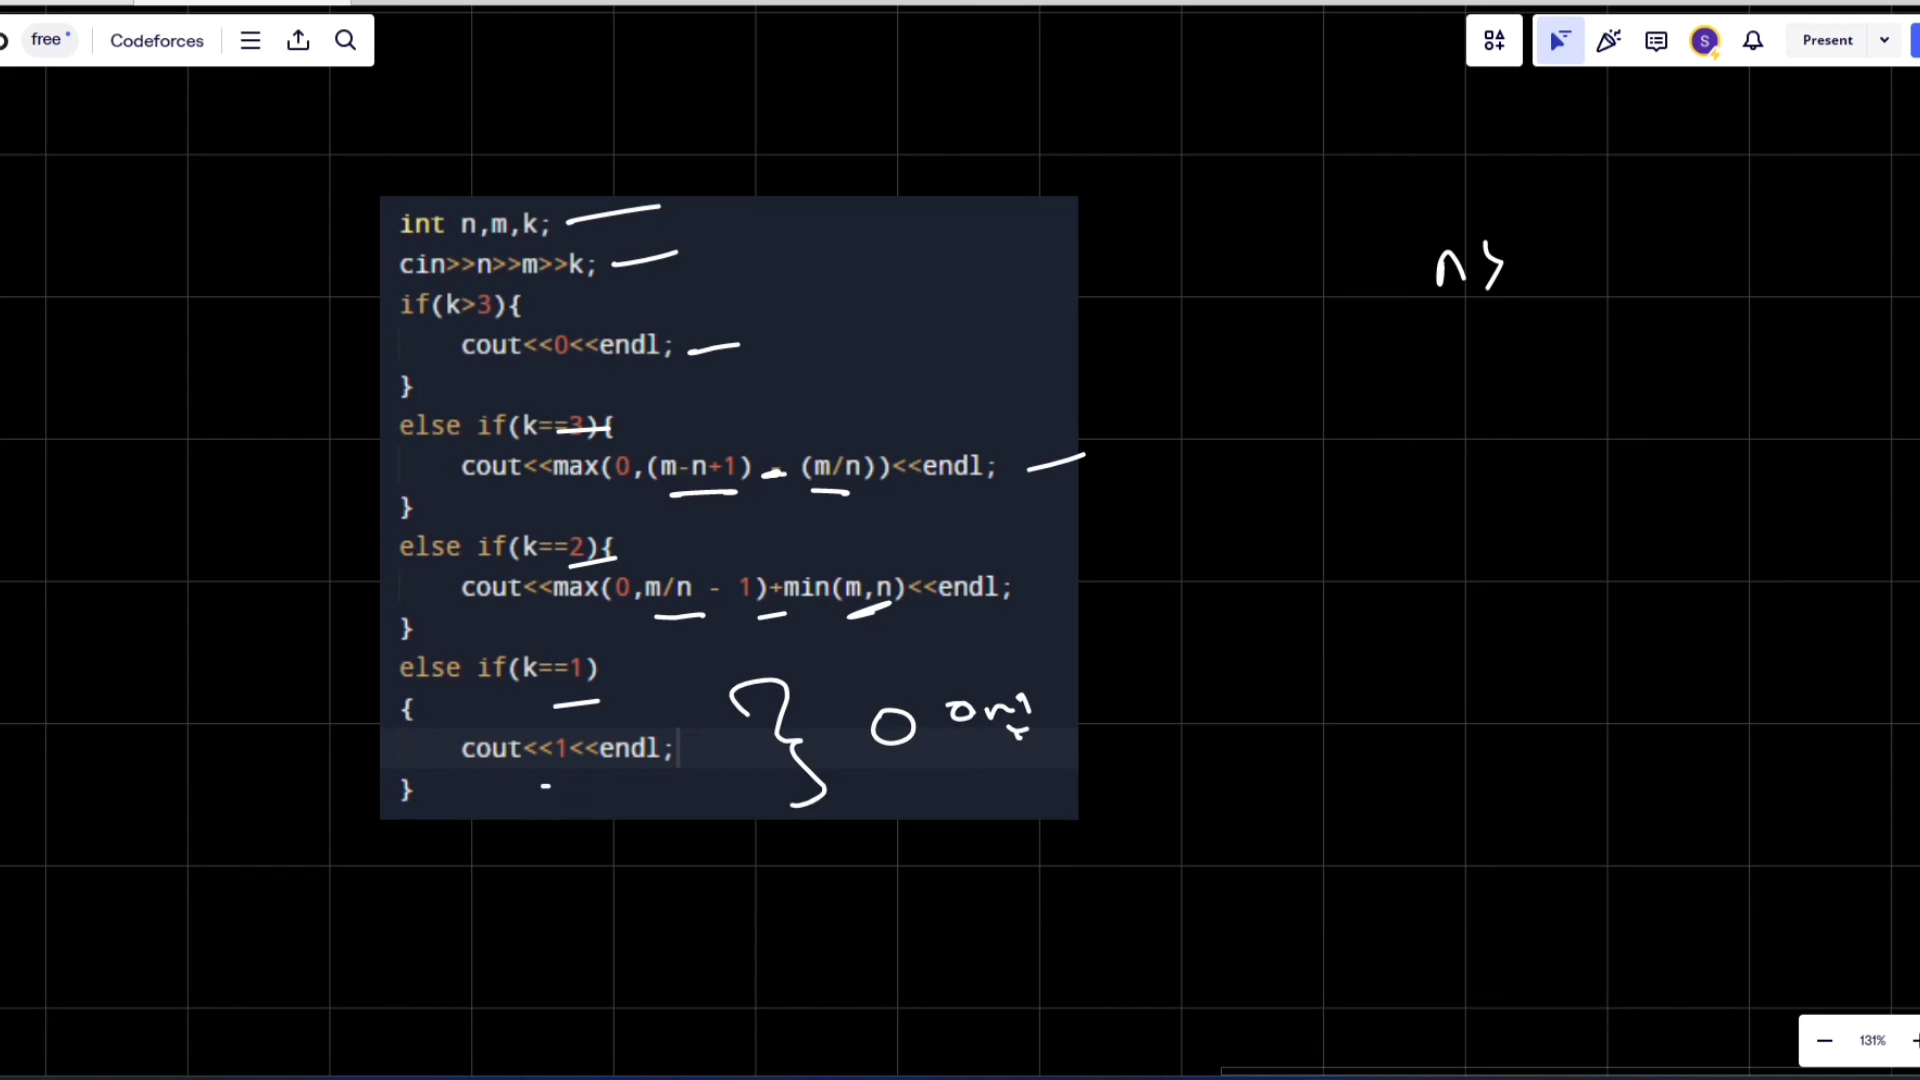 free
Codeforces
Present
int n,m,k;
cin>>n>>m>>k;
if(k>3){
cout<<0<<endl;
}
else if(k==3){
cout<<max(0,(m-n+1) - (m/n))<<endl;
}
else if(k==2){
cout<<max(0,m/n - 1)+min(m,n)<<endl;
}
else if(k==1)
{
cout<<1<<endl;
}
n>
O
S
131%